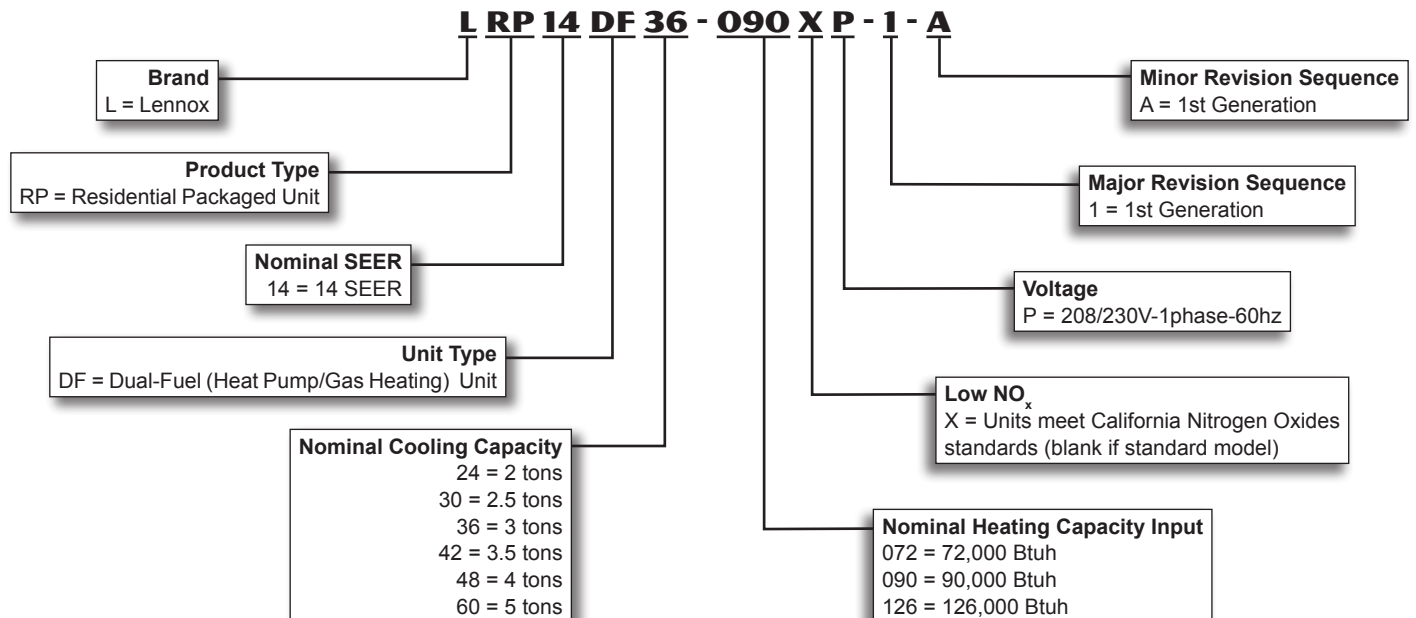 L RP 14 DF 36 - 090 X P - 1 - A
Brand
L = Lennox
Product Type
RP = Residential Packaged Unit
Nominal SEER
14 = 14 SEER
Unit Type
DF = Dual-Fuel (Heat Pump/Gas Heating) Unit
Nominal Cooling Capacity
24 = 2 tons
30 = 2.5 tons
36 = 3 tons
42 = 3.5 tons
48 = 4 tons
60 = 5 tons
Minor Revision Sequence
A = 1st Generation
Major Revision Sequence
1 = 1st Generation
Voltage
P = 208/230V-1phase-60hz
Low NOx
X = Units meet California Nitrogen Oxides
standards (blank if standard model)
Nominal Heating Capacity Input
072 = 72,000 Btuh
090 = 90,000 Btuh
126 = 126,000 Btuh